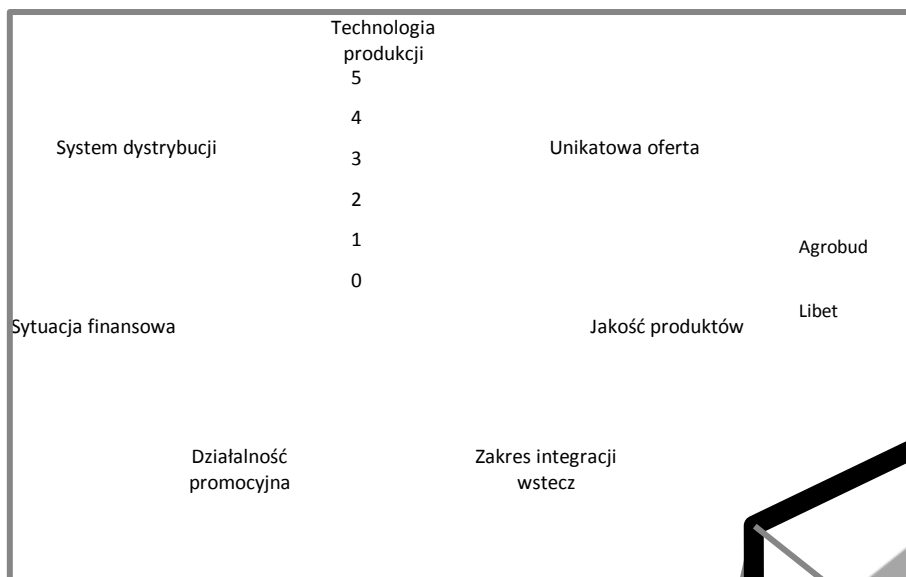 Technologia
produkcji
5
4
System dystrybucji
Unikatowa oferta
3
2
1
Agrobud
0
Libet
Sytuacja finansowa
Jakość produktów
Działalność
promocyjna
Zakres integracji
wstecz